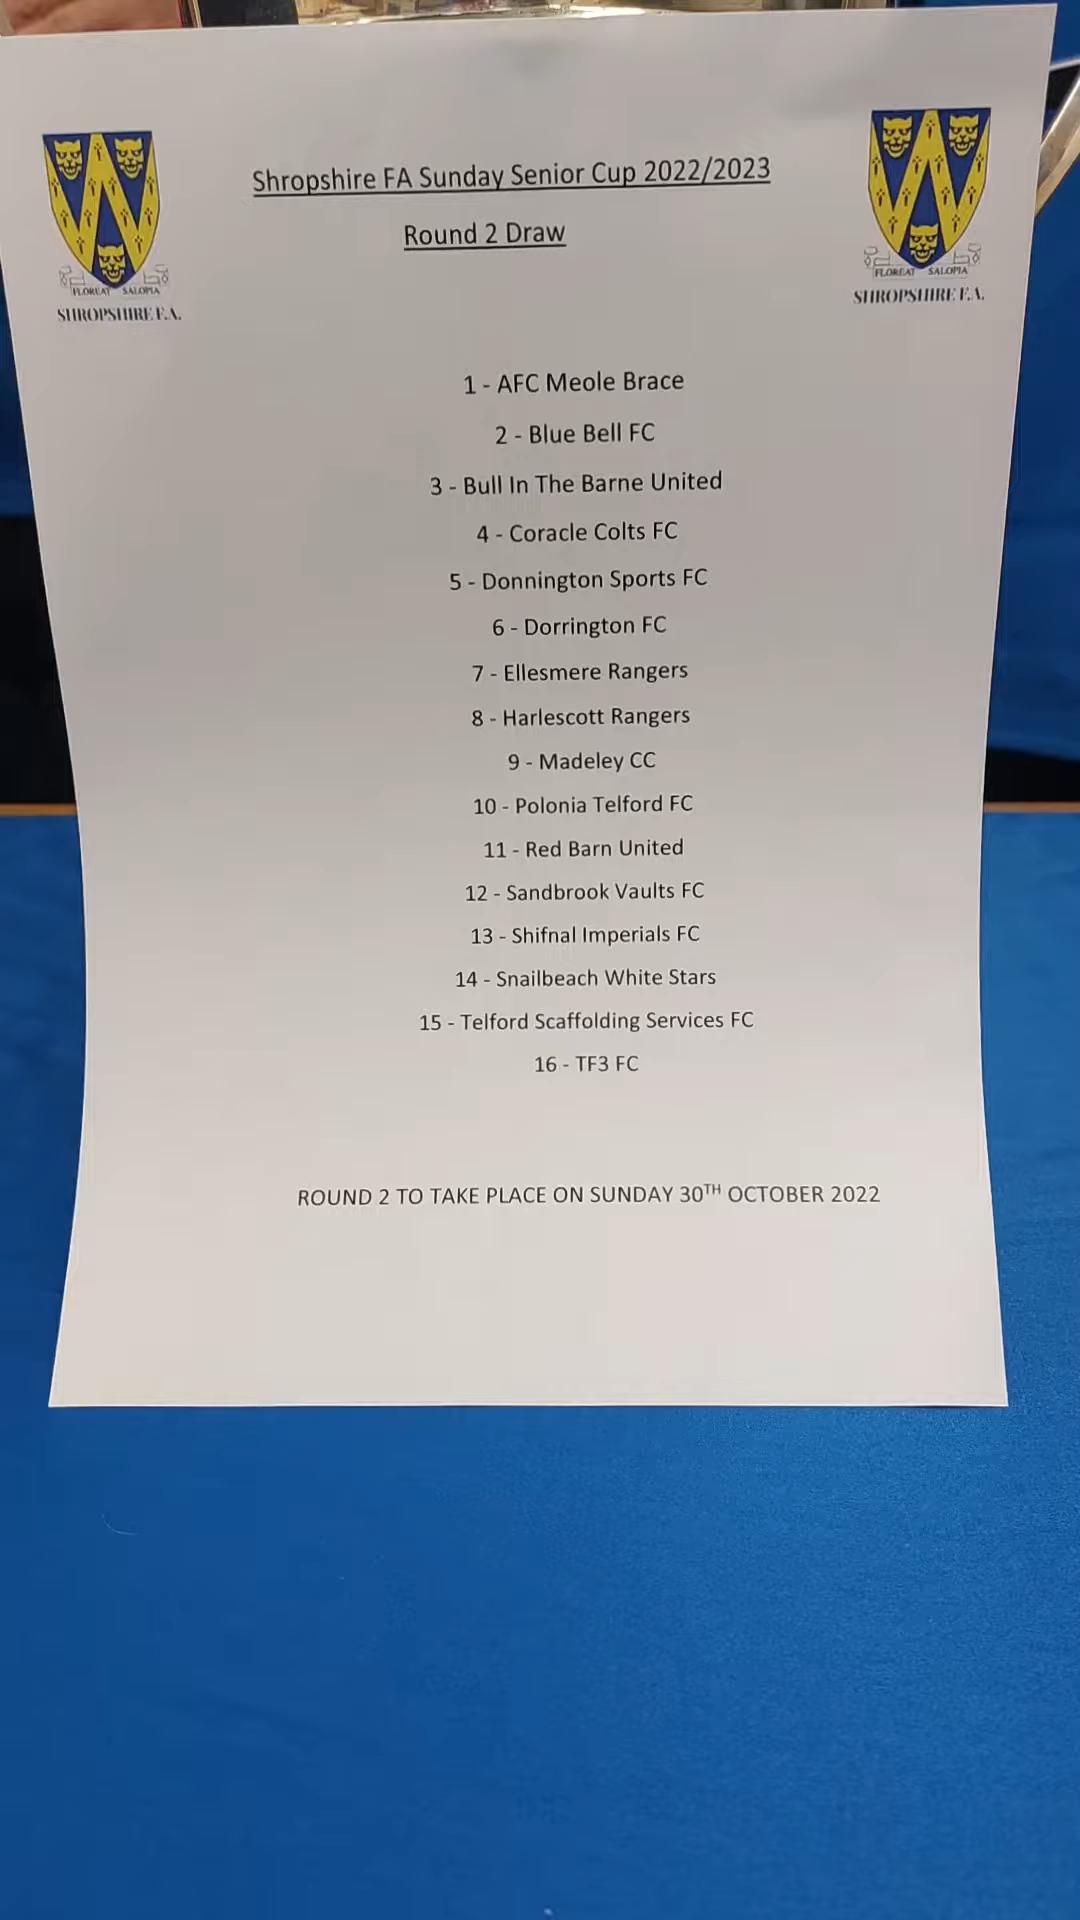 Shropshire FA Sunday Senior Cup 2022/2023
Round 2 Draw
FLOREAT SALOPIA
SHROPSHIRE F.A.
FLOREAT SALOPIA
SHROPSHIRE F.A.
1 - AFC Meole Brace
2 - Blue Bell FC
3 - Bull In The Barne United
4 - Coracle Colts FC
5 - Donnington Sports FC
6 - Dorrington FC
7 - Ellesmere Rangers
8 - Harlescott Rangers
9 - Madeley CC
10 - Polonia Telford FC
11 - Red Barn United
12 - Sandbrook Vaults FC
13 - Shifnal Imperials FC
14 - Snailbeach White Stars
15 - Telford Scaffolding Services FC
16 - TF3 FC
ROUND 2 TO TAKE PLACE ON SUNDAY 30TH OCTOBER 2022